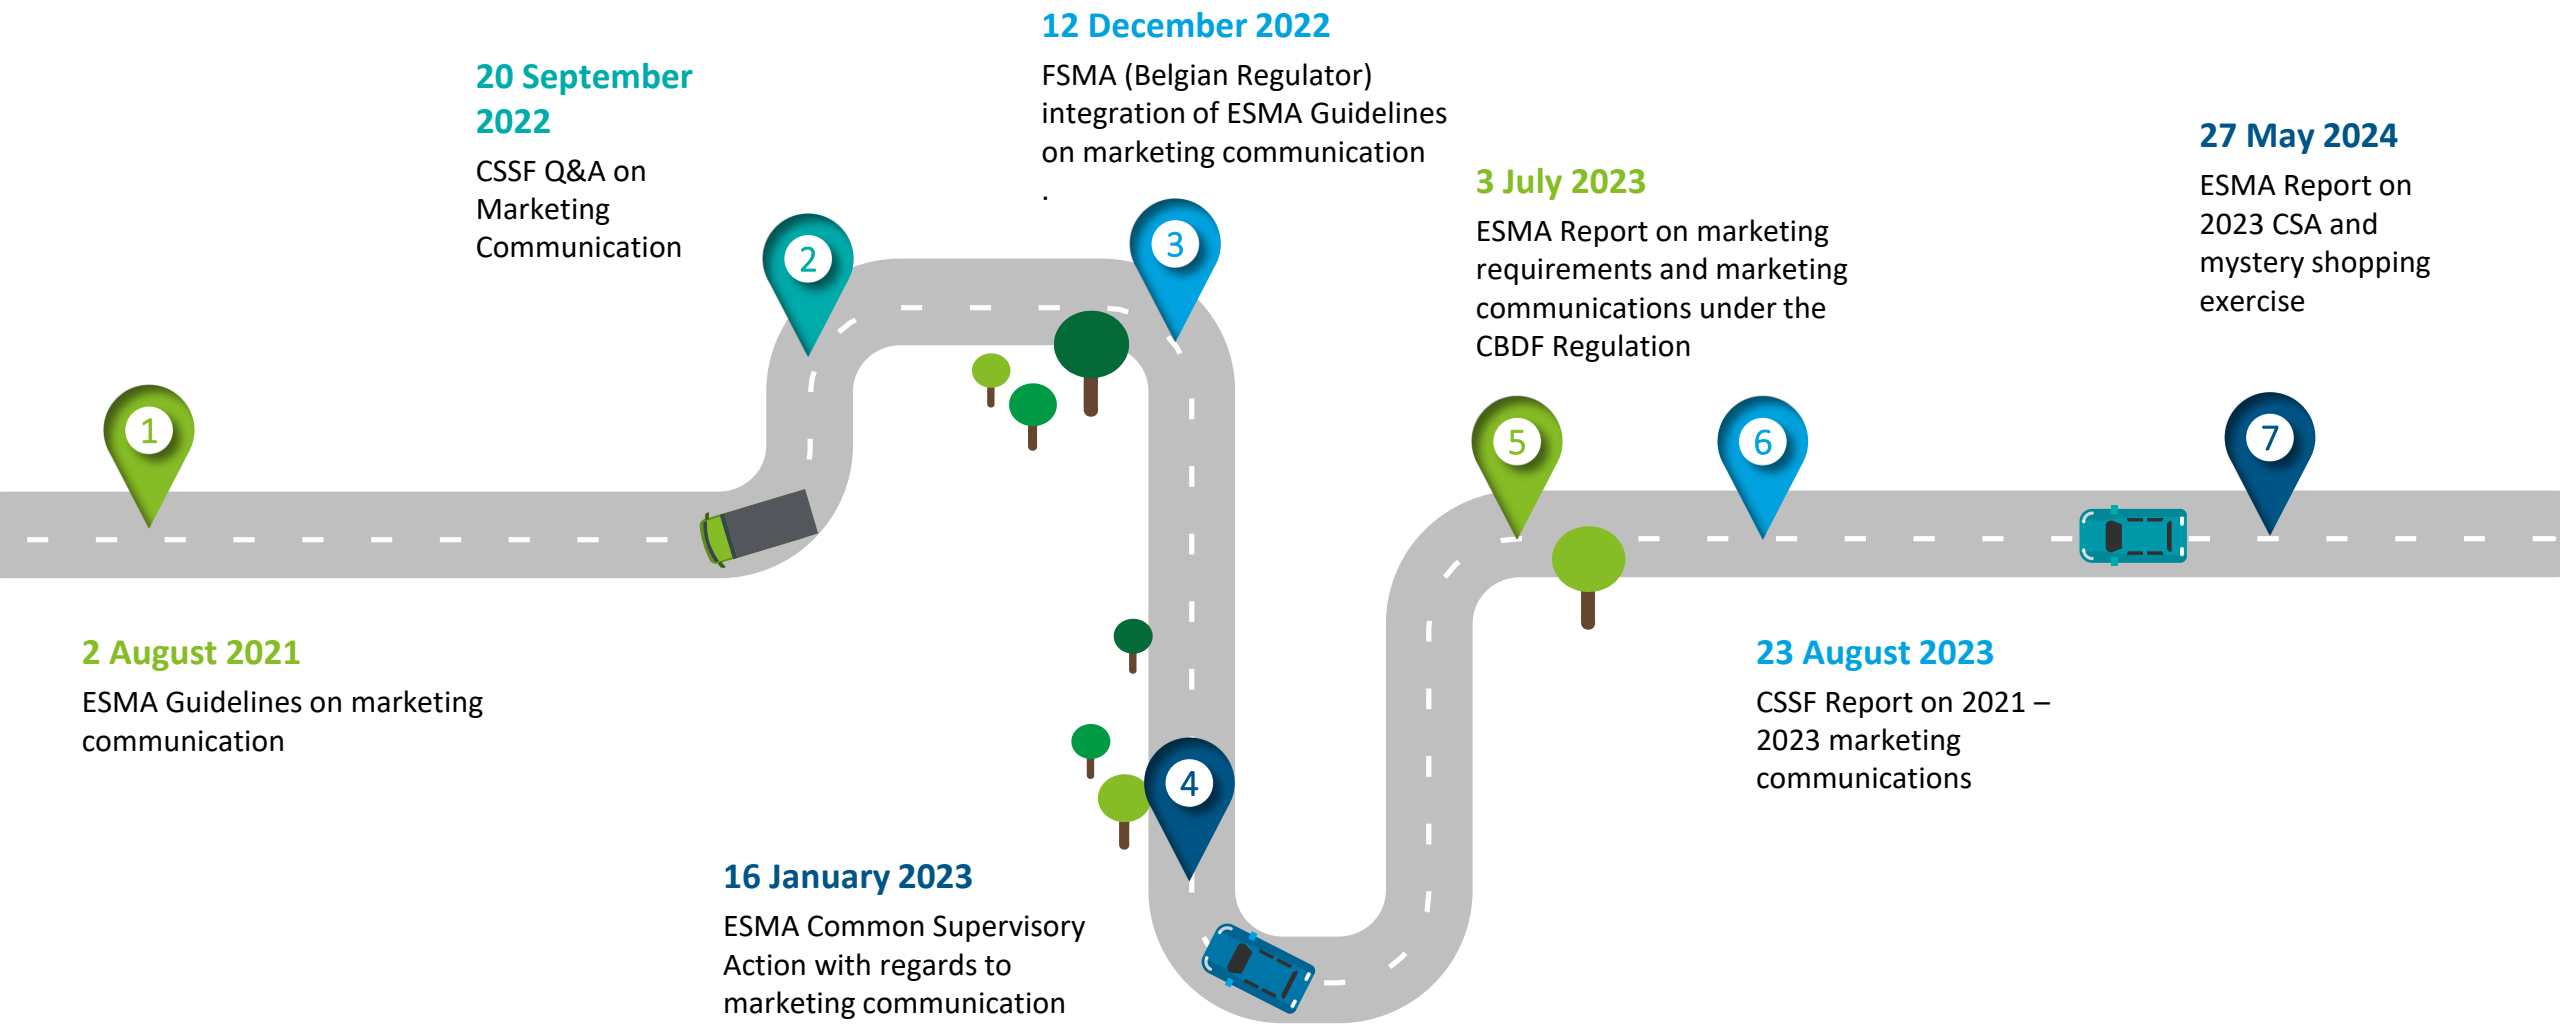 12 December 2022
FSMA (Belgian Regulator)
integration of ESMA Guidelines
on marketing communication
.
20 September
2022
CSSF Q&A on
Marketing
Communication
27 May 2024
ESMA Report on
2023 CSA and
mystery shopping
exercise
3 July 2023
ESMA Report on marketing
requirements and marketing
communications under the
CBDF Regulation
1
2
3
4
5
6
7
2 August 2021
ESMA Guidelines on marketing
communication
23 August 2023
CSSF Report on 2021 –
2023 marketing
communications
16 January 2023
ESMA Common Supervisory
Action with regards to
marketing communication